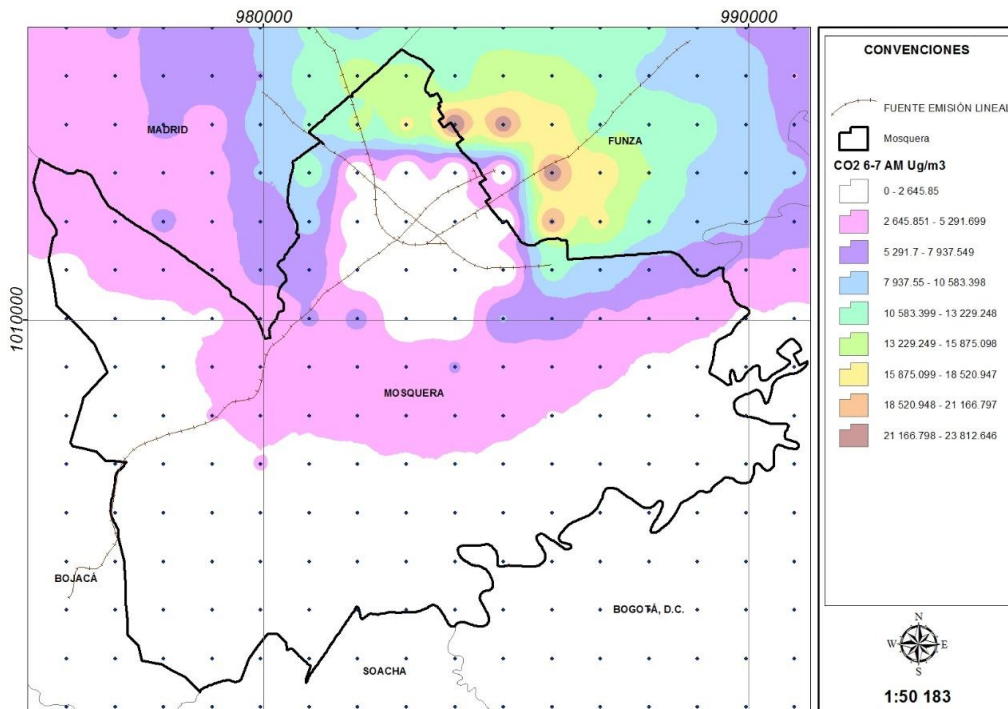 980000
990000
1010000
MADRID
FUNZA
MOSQUERA
BOJACÁ
BOGOTÁ, D.C.
SOACHA
CONVENCIONES
FUENTE EMISIÓN LINEAL
Mosquera
CO2 6-7 AM Ug/m3
0 - 2 645.85
2 645.851 - 5 291.699
5 291.7 - 7 937.549
7 937.55 - 10 583.398
10 583.399 - 13 229.248
13 229.249 - 15 875.098
15 875.099 - 18 520.947
18 520.948 - 21 166.797
21 166.798 - 23 812.646
N
W E
S
1:50 183